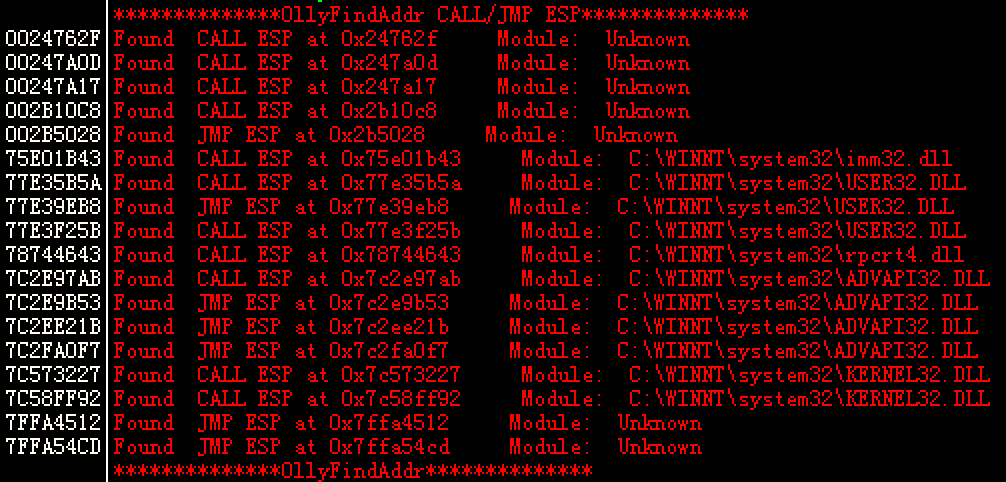 **************OllyFindAddr CALL/JMP ESP**************
0024762F Found CALL ESP at 0x24762f Module: Unknown
00247A0D Found CALL ESP at 0x247a0d Module: Unknown
00247A17 Found CALL ESP at 0x247a17 Module: Unknown
002B10C8 Found CALL ESP at 0x2b10c8 Module: Unknown
002B5028 Found JMP ESP at 0x2b5028 Module: Unknown
75E01B43 Found CALL ESP at 0x75e01b43 Module: C:\WINNT\system32\imm32.dll
77E35B5A Found CALL ESP at 0x77e35b5a Module: C:\WINNT\system32\USER32.DLL
77E39EB8 Found JMP ESP at 0x77e39eb8 Module: C:\WINNT\system32\USER32.DLL
77E3F25B Found CALL ESP at 0x77e3f25b Module: C:\WINNT\system32\USER32.DLL
78744643 Found CALL ESP at 0x78744643 Module: C:\WINNT\system32\rpcrt4.dll
7C2E97AB Found CALL ESP at 0x7c2e97ab Module: C:\WINNT\system32\ADVAPI32.DLL
7C2E9B53 Found JMP ESP at 0x7c2e9b53 Module: C:\WINNT\system32\ADVAPI32.DLL
7C2EE21B Found JMP ESP at 0x7c2ee21b Module: C:\WINNT\system32\ADVAPI32.DLL
7C2FA0F7 Found JMP ESP at 0x7c2fa0f7 Module: C:\WINNT\system32\ADVAPI32.DLL
7C573227 Found CALL ESP at 0x7c573227 Module: C:\WINNT\system32\KERNEL32.DLL
7C58FF92 Found CALL ESP at 0x7c58ff92 Module: C:\WINNT\system32\KERNEL32.DLL
7FFA4512 Found JMP ESP at 0x7ffa4512 Module: Unknown
7FFA54CD Found JMP ESP at 0x7ffa54cd Module: Unknown
**************OllyFindAddr**************